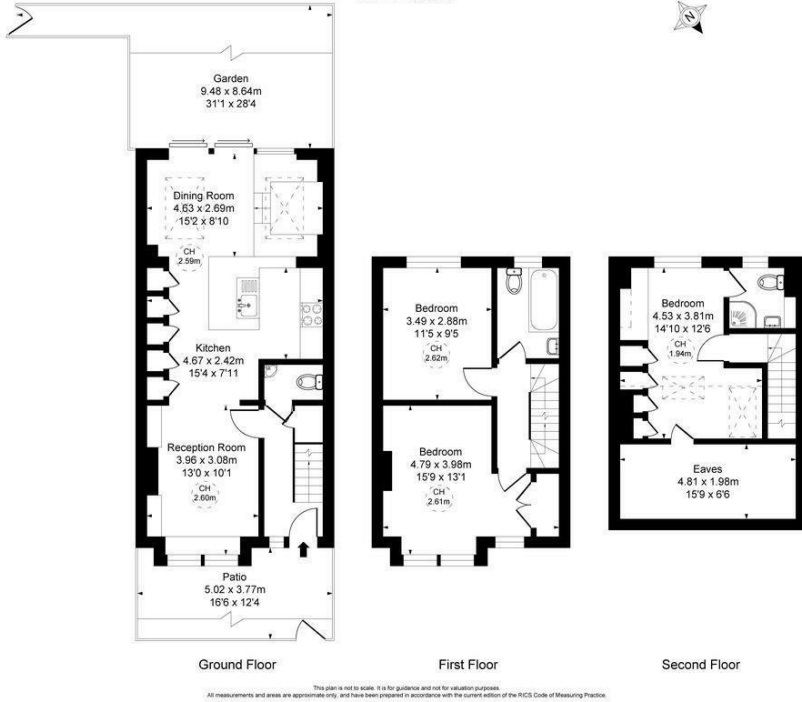 N
Garden
9.48 x 8.64m
31'1 x 28'4
Dining Room
4.63 x 2.69m
15'2 x 8'10
CH
2.59m
Kitchen
4.67 x 2.42m
15'4 x 7'11
Reception Room
3.96 x 3.08m
13'0 x 10'1
CH
2.60m
Patio
5.02 x 3.77m
16'6 x 12'4
Ground Floor
Bedroom
3.49 x 2.88m
11'5 x 9'5
CH
2.62m
Bedroom
4.79 x 3.98m
15'9 x 13'1
CH
2.61m
First Floor
Bedroom
4.53 x 3.81m
14'10 x 12'6
CH
1.94m
Eaves
4.81 x 1.98m
15'9 x 6'6
Second Floor
This plan is not to scale. It is for guidance and not for valuation purposes.
All measurements and areas are approximate only, and have been prepared in accordance with the current edition of the RICS Code of Measuring Practice.